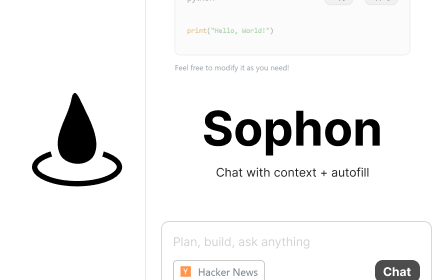 print("Hello, World!")
Feel free to modify it as you need!
Sophon
Chat with context + autofill
Plan, build, ask anything
Hacker News
Chat